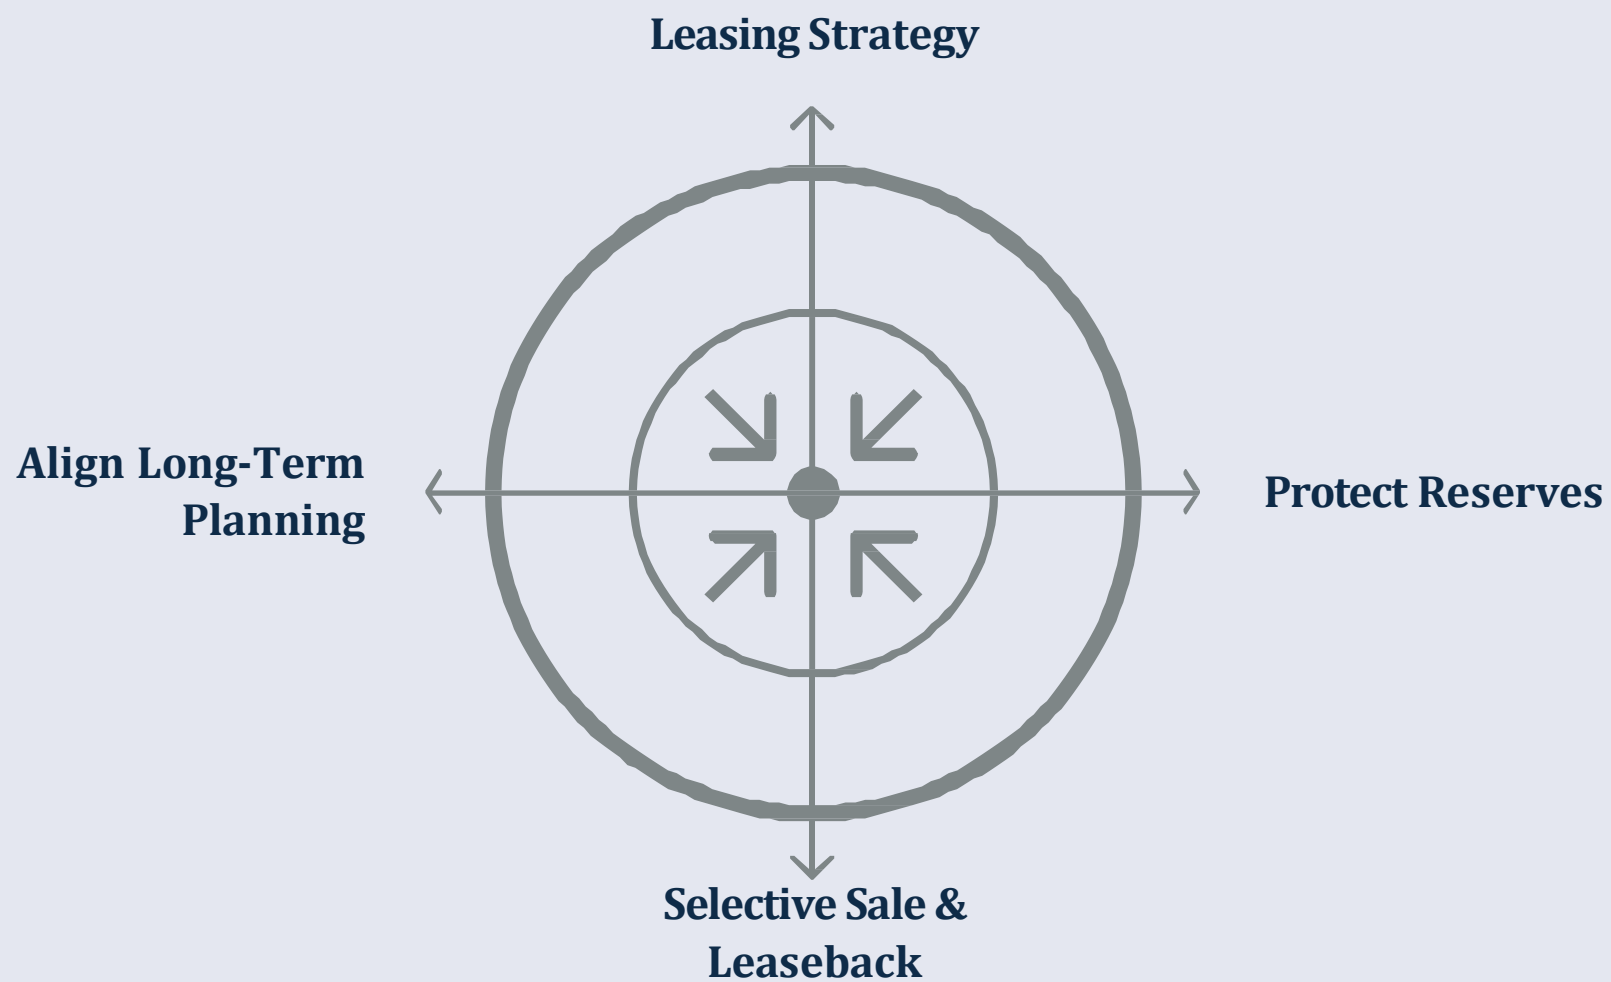 Leasing Strategy
Align Long-Term
Planning
Protect Reserves
Selective Sale &
Leaseback